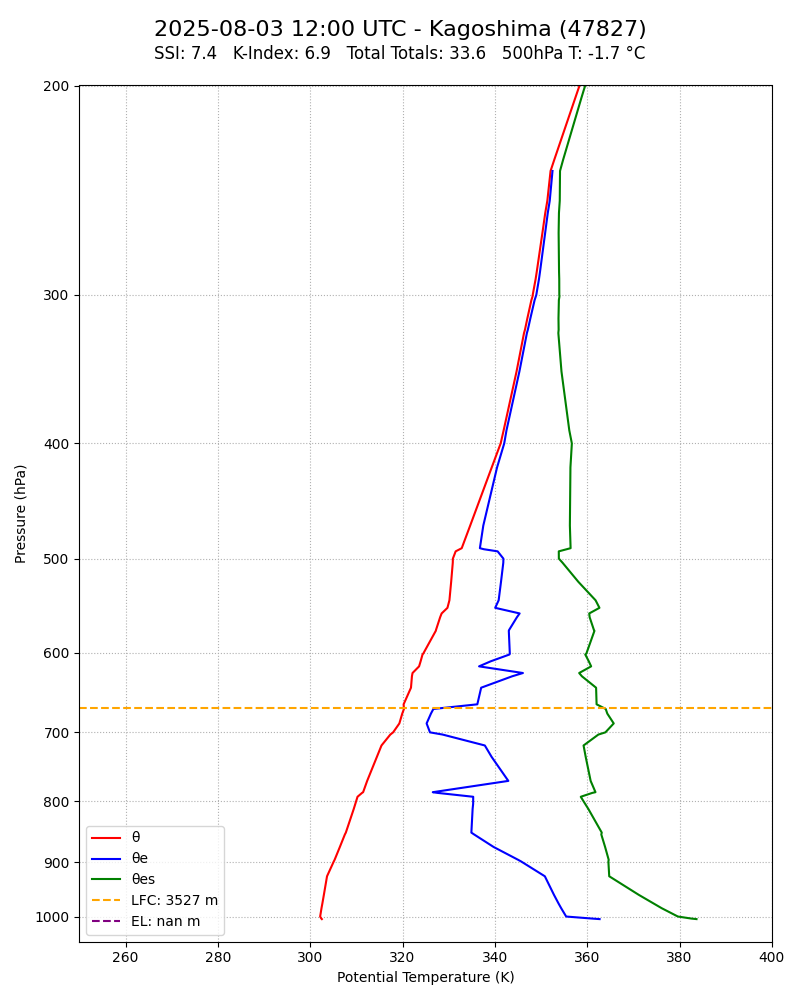 2025-08-03 12:00 UTC - Kagoshima (47827)
SSI: 7.4   K-Index: 6.9   Total Totals: 33.6   500hPa T: -1.7 °C
200
300
400
500
600
700
800
900
1000
Pressure (hPa)
θ
θe
θes
LFC: 3527 m
EL: nan m
260 280 300 320 340 360 380 400
Potential Temperature (K)